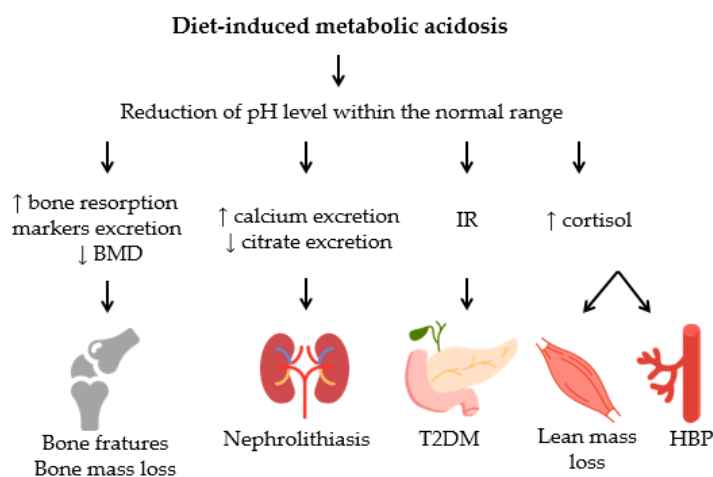 Diet-induced metabolic acidosis
Reduction of pH level within the normal range
↑ bone resorption
markers excretion
↓ BMD
↑ calcium excretion
↓ citrate excretion
IR
↑ cortisol
Bone fratures
Bone mass loss
Nephrolithiasis
T2DM
Lean mass
loss
HBP